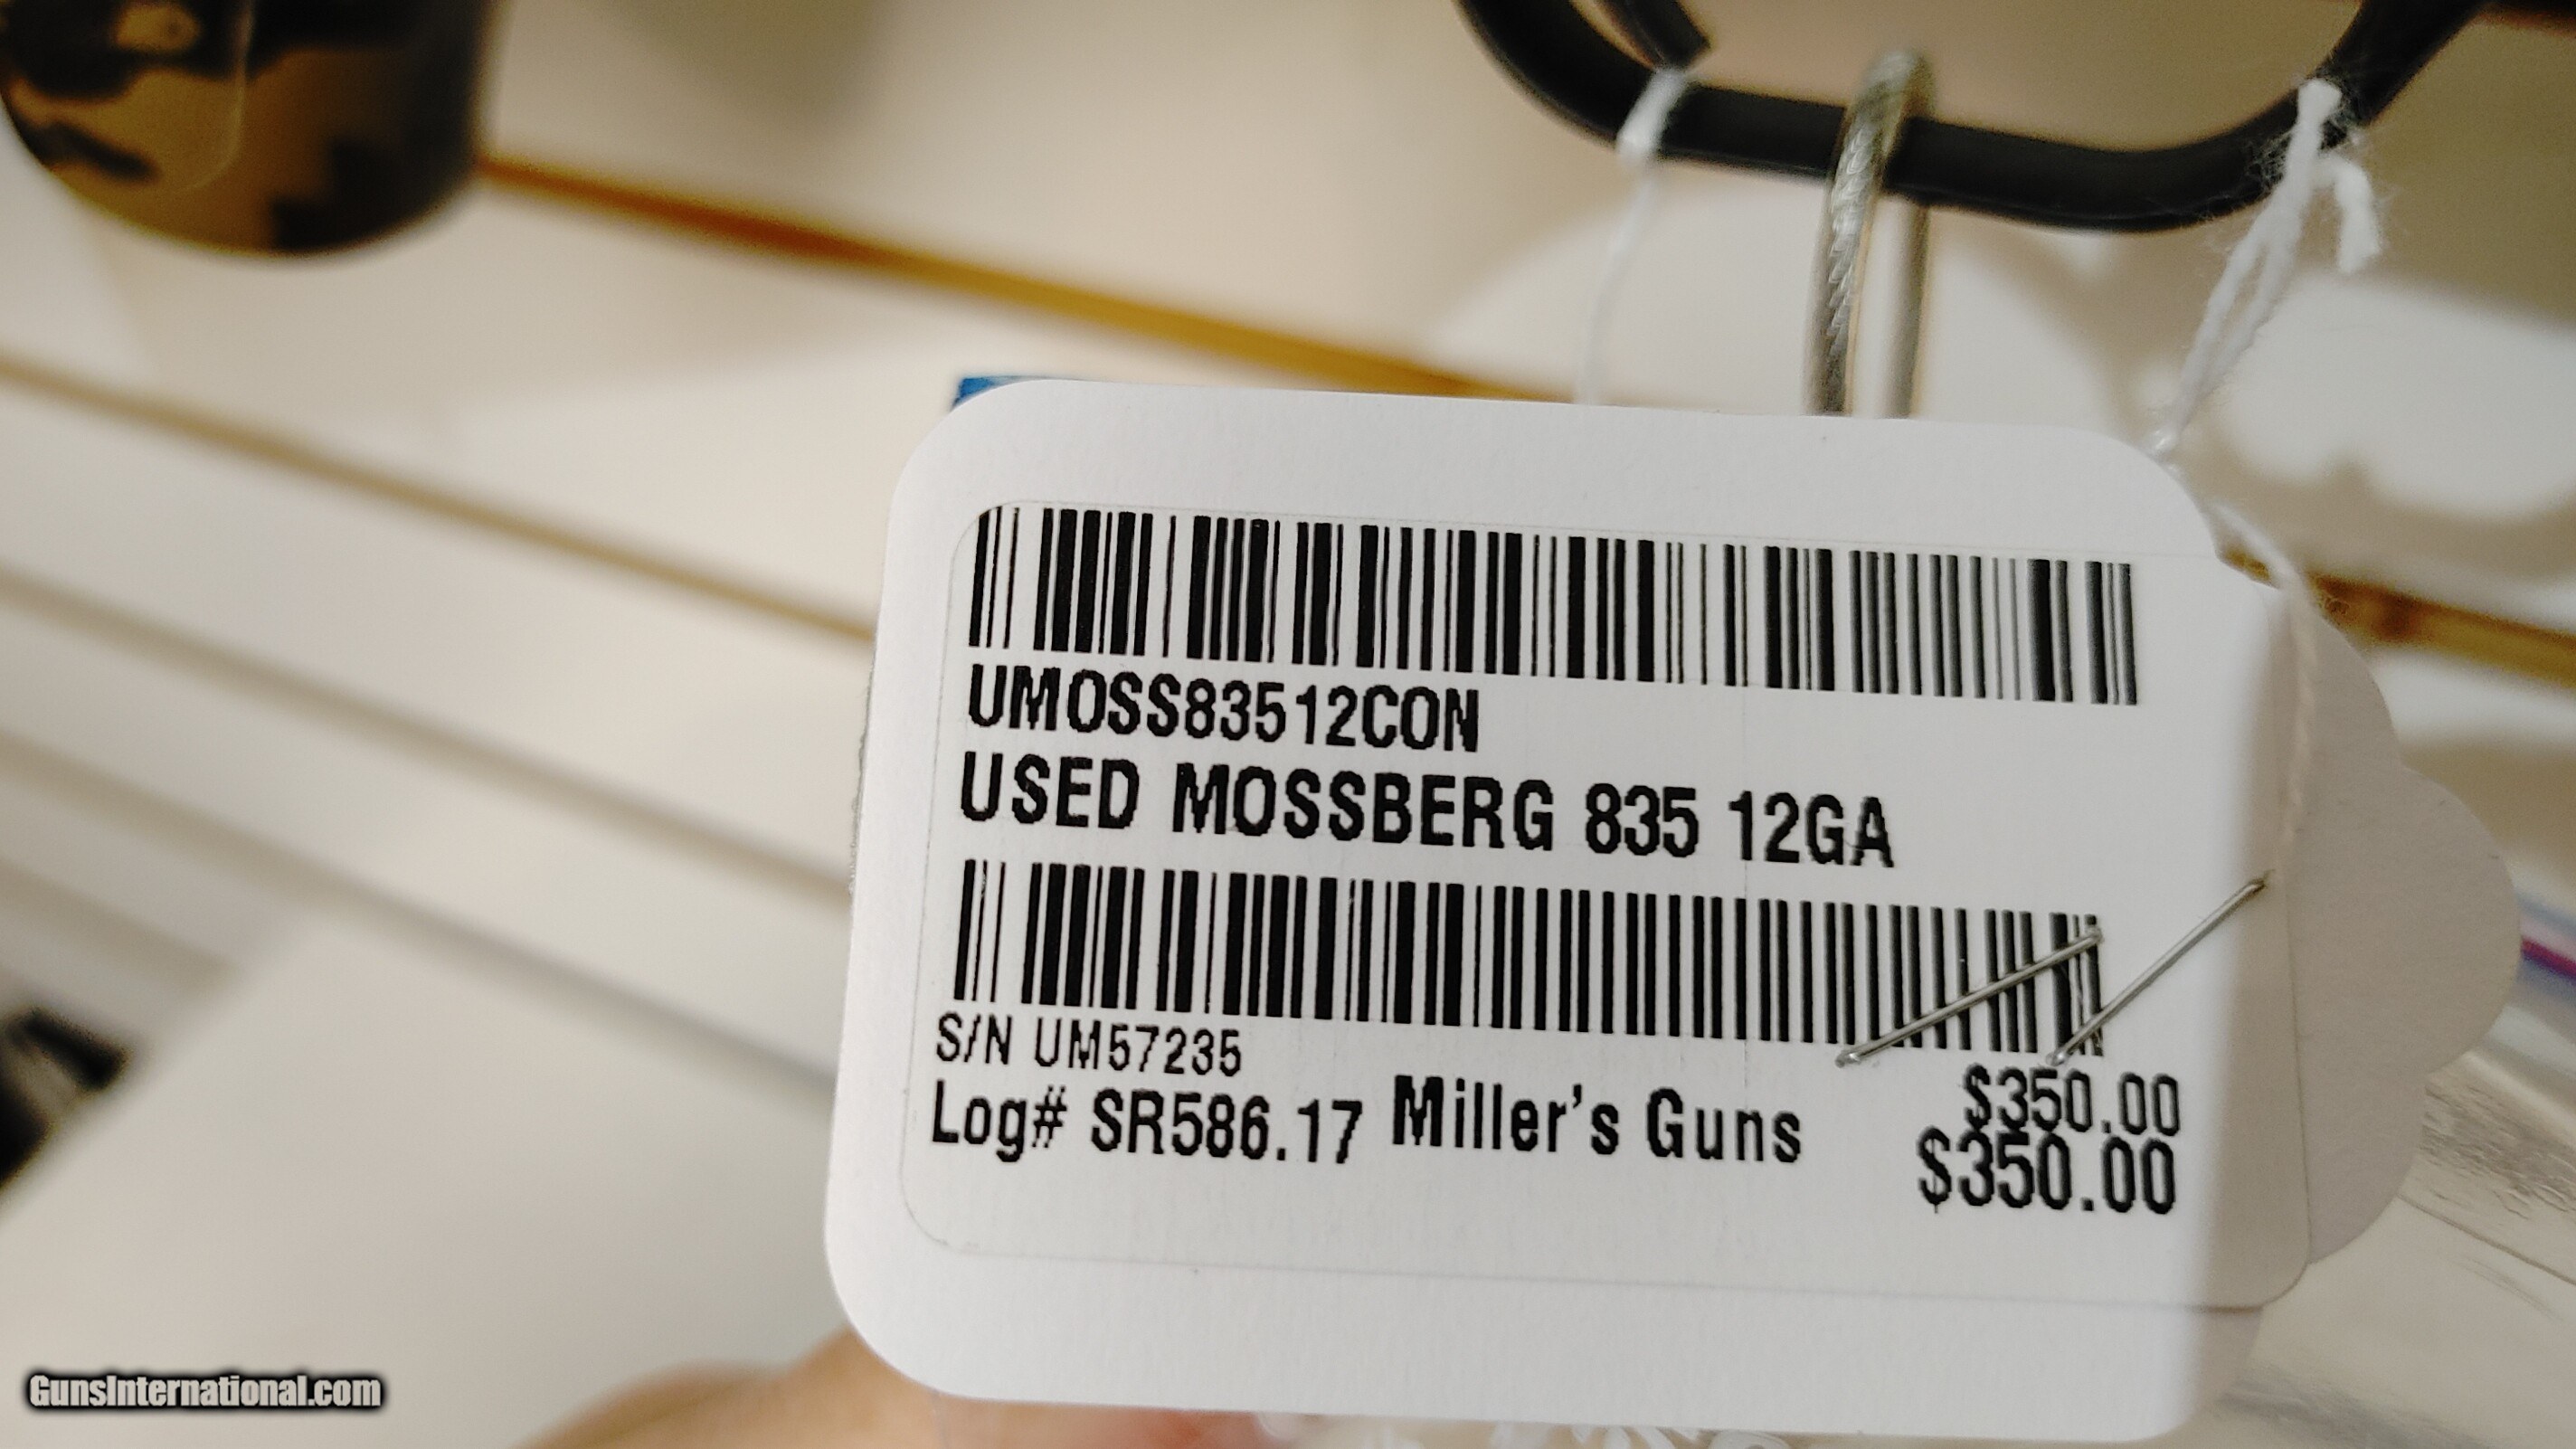 UMOSS83512CON
USED MOSSBERG 835 12GA
S/N UM57235
$350.00
Log# SR586.17 Miller's Guns $350.00
GunsInternational.com